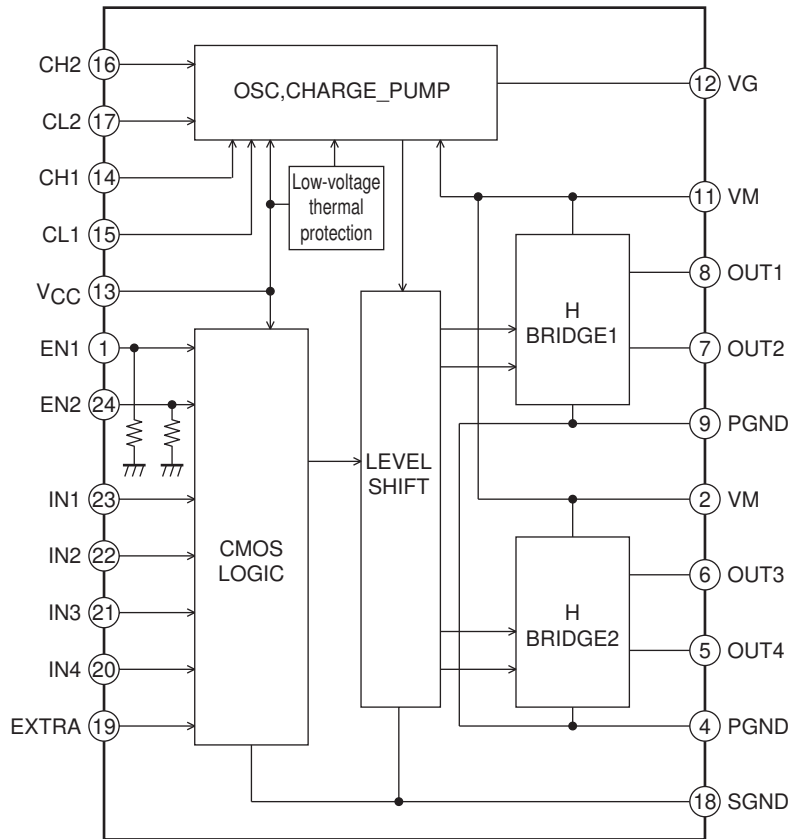 CH2 16
CL2 17
CH1 14
CL1 15
VCC 13
EN1 1
EN2 24
IN1 23
IN2 22
IN3 21
IN4 20
EXTRA 19
OSC,CHARGE_PUMP
Low-voltage
thermal
protection
CMOS
LOGIC
LEVEL
SHIFT
H
BRIDGE1
H
BRIDGE2
12 VG
11 VM
8 OUT1
7 OUT2
9 PGND
2 VM
6 OUT3
5 OUT4
4 PGND
18 SGND